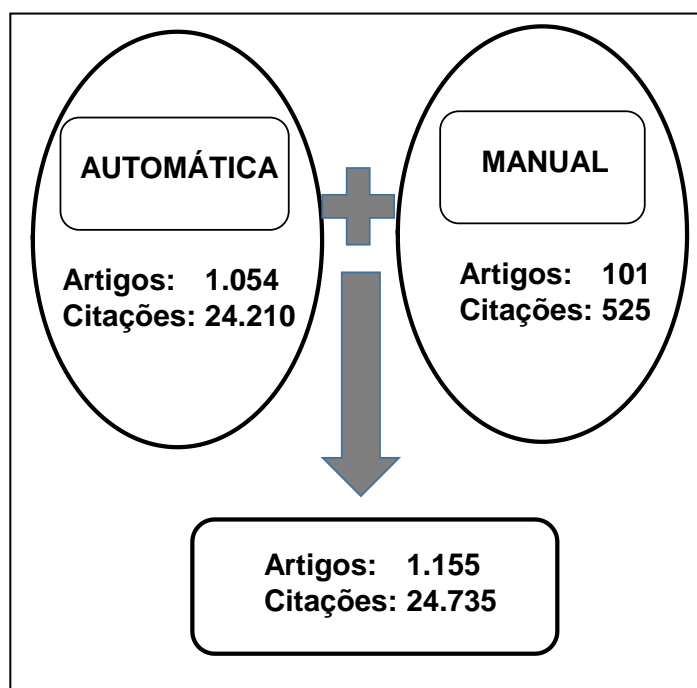 AUTOMÁTICA
Artigos: 1.054
Citações: 24.210
MANUAL
Artigos: 101
Citações: 525
Artigos: 1.155
Citações: 24.735